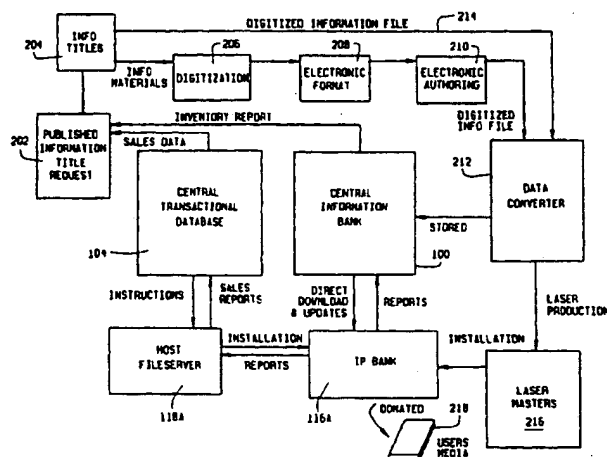 DIGITIZED INFORMATION FILE
214
INFO
TITLES
204
INFO
MATERIALS
206
DIGITIZATION
208
ELECTRONIC
FORMAT
210
ELECTRONIC
AUTHORING
DIGITIZED
INFO FILE
INVENTORY REPORT
SALES DATA
202
PUBLISHED
INFORMATION
TITLE
REQUEST
CENTRAL
TRANSACTIONAL
DATABASE
104
CENTRAL
INFORMATION
BANK
100
212
DATA
CONVERTER
STORED
INSTRUCTIONS
SALES
REPORTS
DIRECT
DOWNLOAD
& UPDATES
REPORTS
LASER
PRODUCTION
HOST
FILESERVER
118A
INSTALLATION
REPORTS
IP BANK
116A
INSTALLATION
LASER
MASTERS
216
DONATED
218
USERS
MEDIA